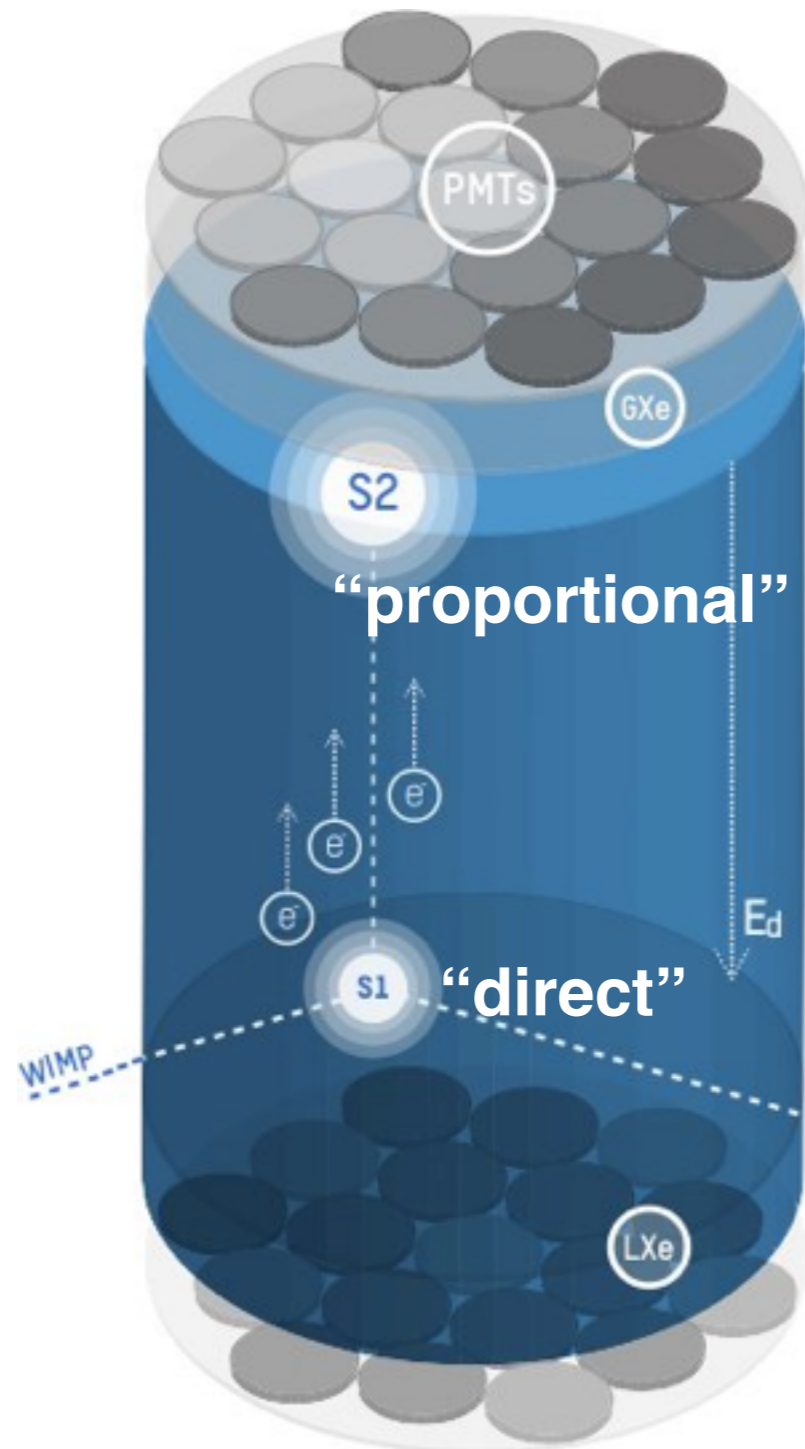 PMTs
GXe
S2
“proportional”
e-
e-
e-
Ed
S1
“direct”
WIMP
LXe